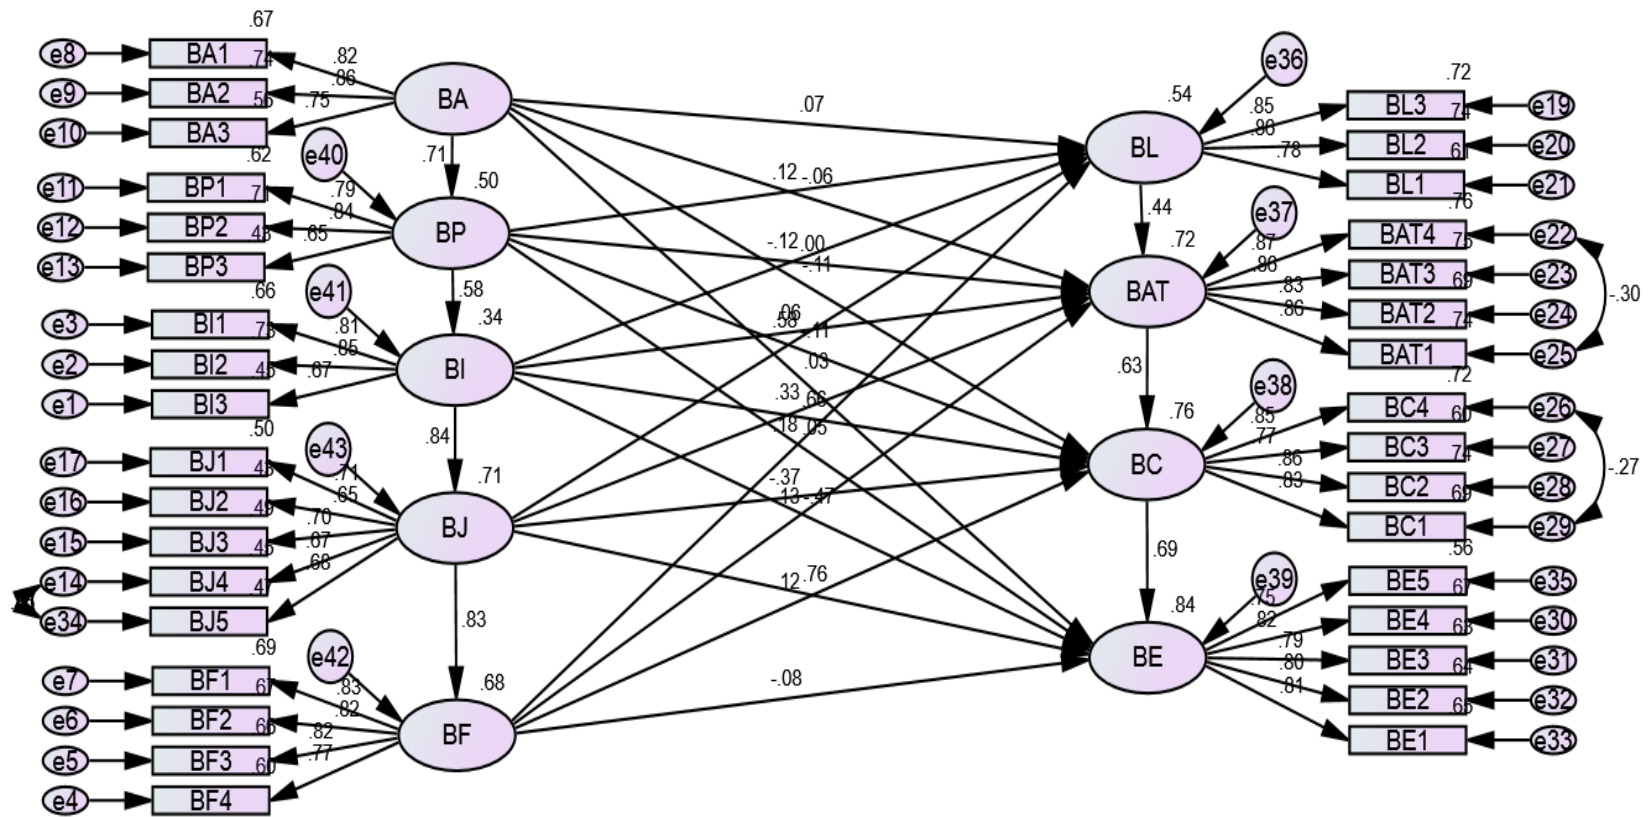 .67
e8 BA1 .74 .82
e9 BA2 .86
.75
e10 BA3
BA
.07
e36
.54
.72
.85 BL3 e19
.74
BL
BL2 e20
.78
BL1 e21
.71
e40
.62
e11 BP1 .79
e12 BP2 .84
.43 .65
e13 BP3
.50
BP
.12 -.06
.44
e37
.76
.72
.87 BAT4 e22
.75
.86 BAT3 e23
.69
.83 BAT2 e24
.74
.86 BAT1 e25
BAT
-.30
e41
.58
.66
-.12 .00
-.11
e3 BI1 .81
.73 .85
e2 BI2
.45 .67
e1 BI3
.34
BI
.06
.58 -.11
.03
.63
e38
.72
.33 .66
.18 .05
.76
.85 BC4 e26
.77
BC3 e27
.74
.86 BC2 e28
.69
.83 BC1 e29
BC
-.27
.50
e43
.84
e17 BJ1 .71
e16 BJ2 .65
.49
e15 BJ3 .70
.45 .67
e14 BJ4 .68
.47
e34 BJ5
.71
BJ
-.37
.13 -.47
.69
e39
.56
.12 .76
.84
.75 BE5 e35
.67
.82 BE4 e30
.63
.79 BE3 e31
.64
.80 BE2 e32
.65
.81 BE1 e33
BE
.83
.69
e42
e7 BF1 .83
.67 .82
e6 BF2
.66 .82
e5 BF3 .77
.60
e4 BF4
.68
BF
-.08